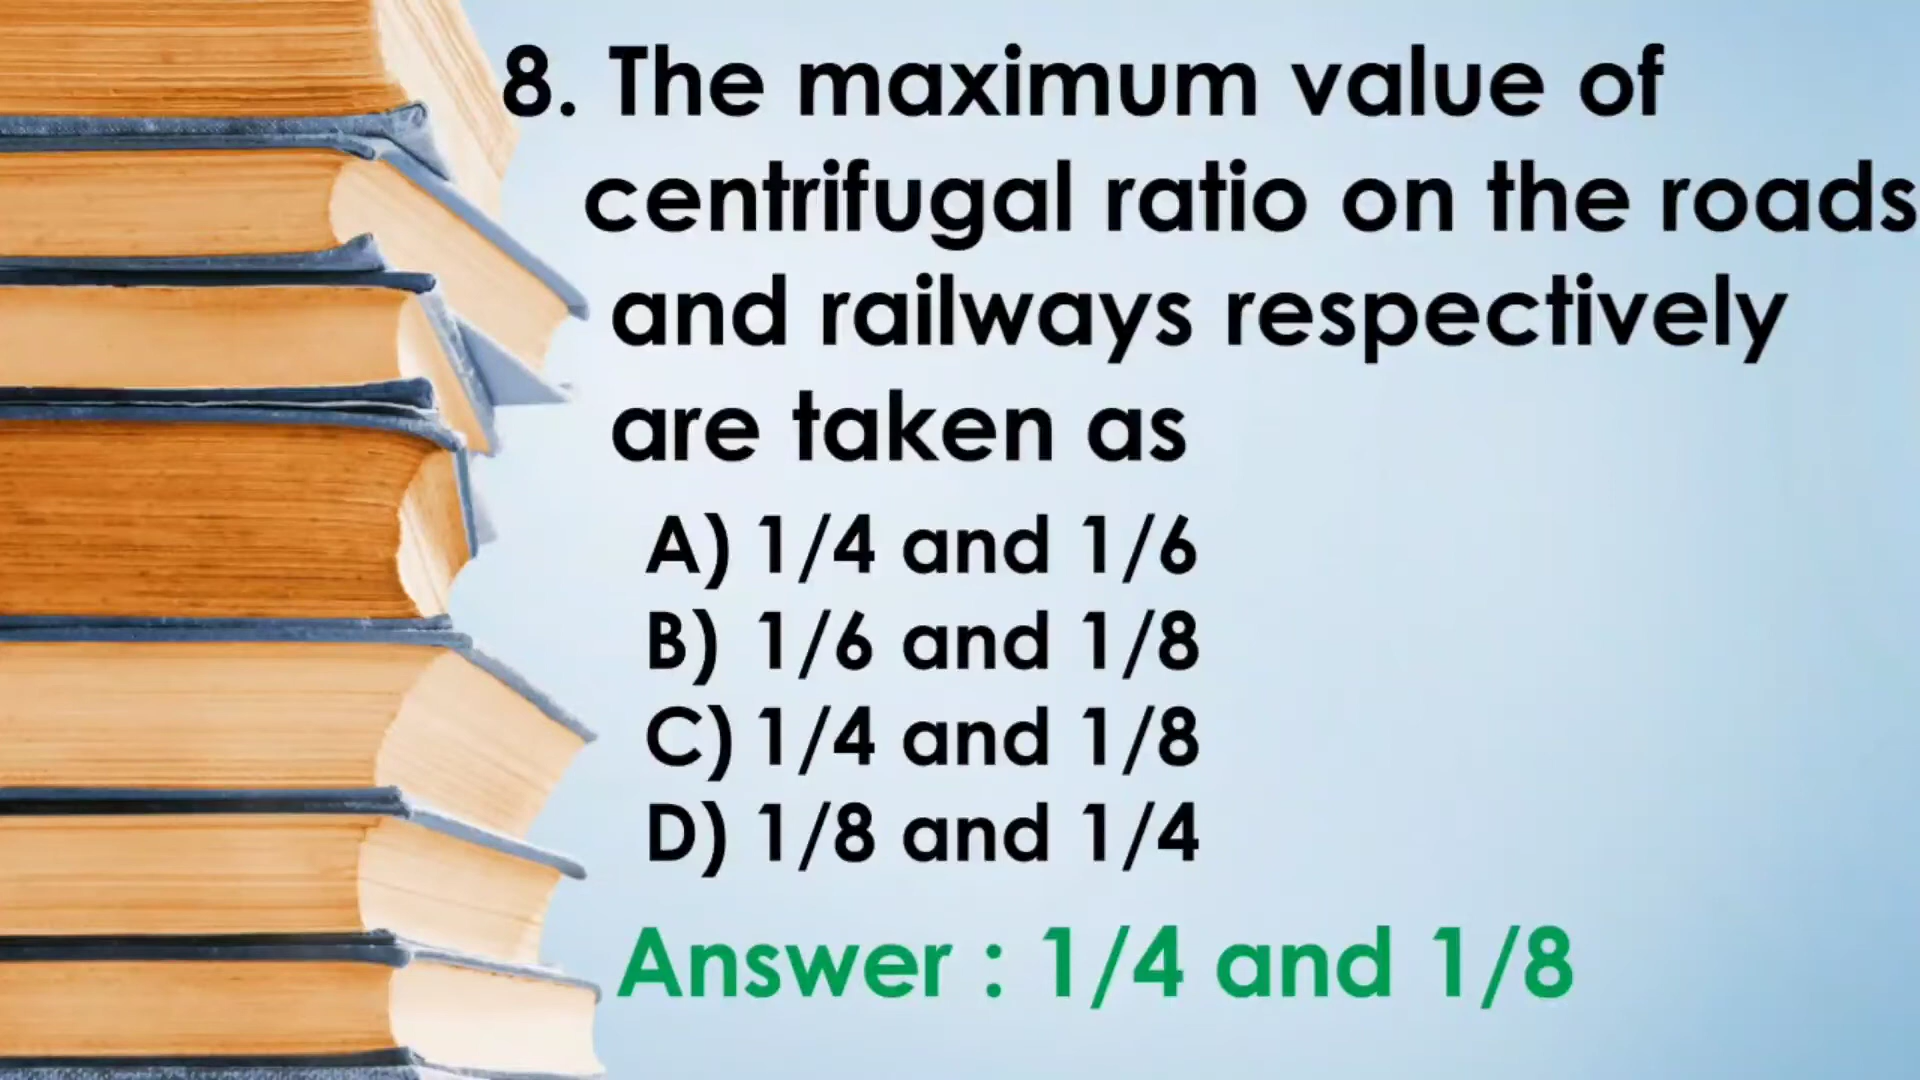 8. The maximum value of
centrifugal ratio on the roads
and railways respectively
are taken as
A) 1/4 and 1/6
B) 1/6 and 1/8
C) 1/4 and 1/8
D) 1/8 and 1/4
Answer : 1/4 and 1/8